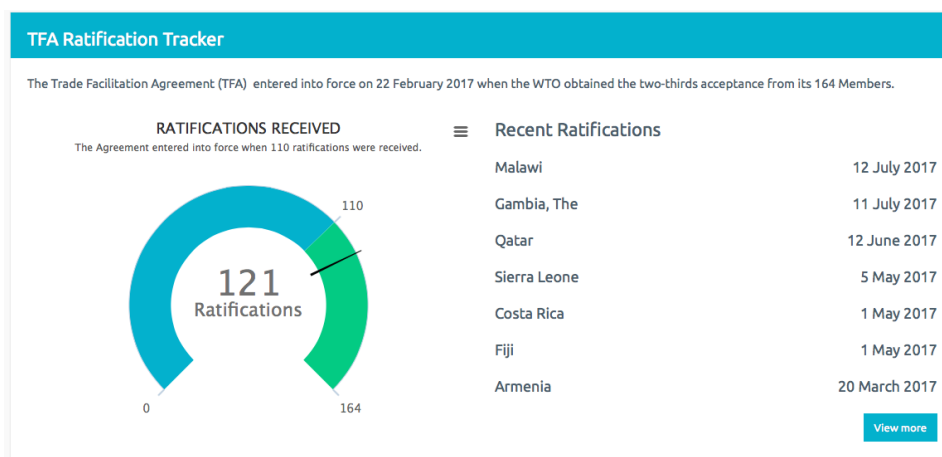 TFA Ratification Tracker
The Trade Facilitation Agreement (TFA) entered into force on 22 February 2017 when the WTO obtained the two-thirds acceptance from its 164 Members.
RATIFICATIONS RECEIVED
The Agreement entered into force when 110 ratifications were received.
110
121
Ratifications
0
164
Recent Ratifications
Malawi 12 July 2017
Gambia, The 11 July 2017
Qatar 12 June 2017
Sierra Leone 5 May 2017
Costa Rica 1 May 2017
Fiji 1 May 2017
Armenia 20 March 2017
View more